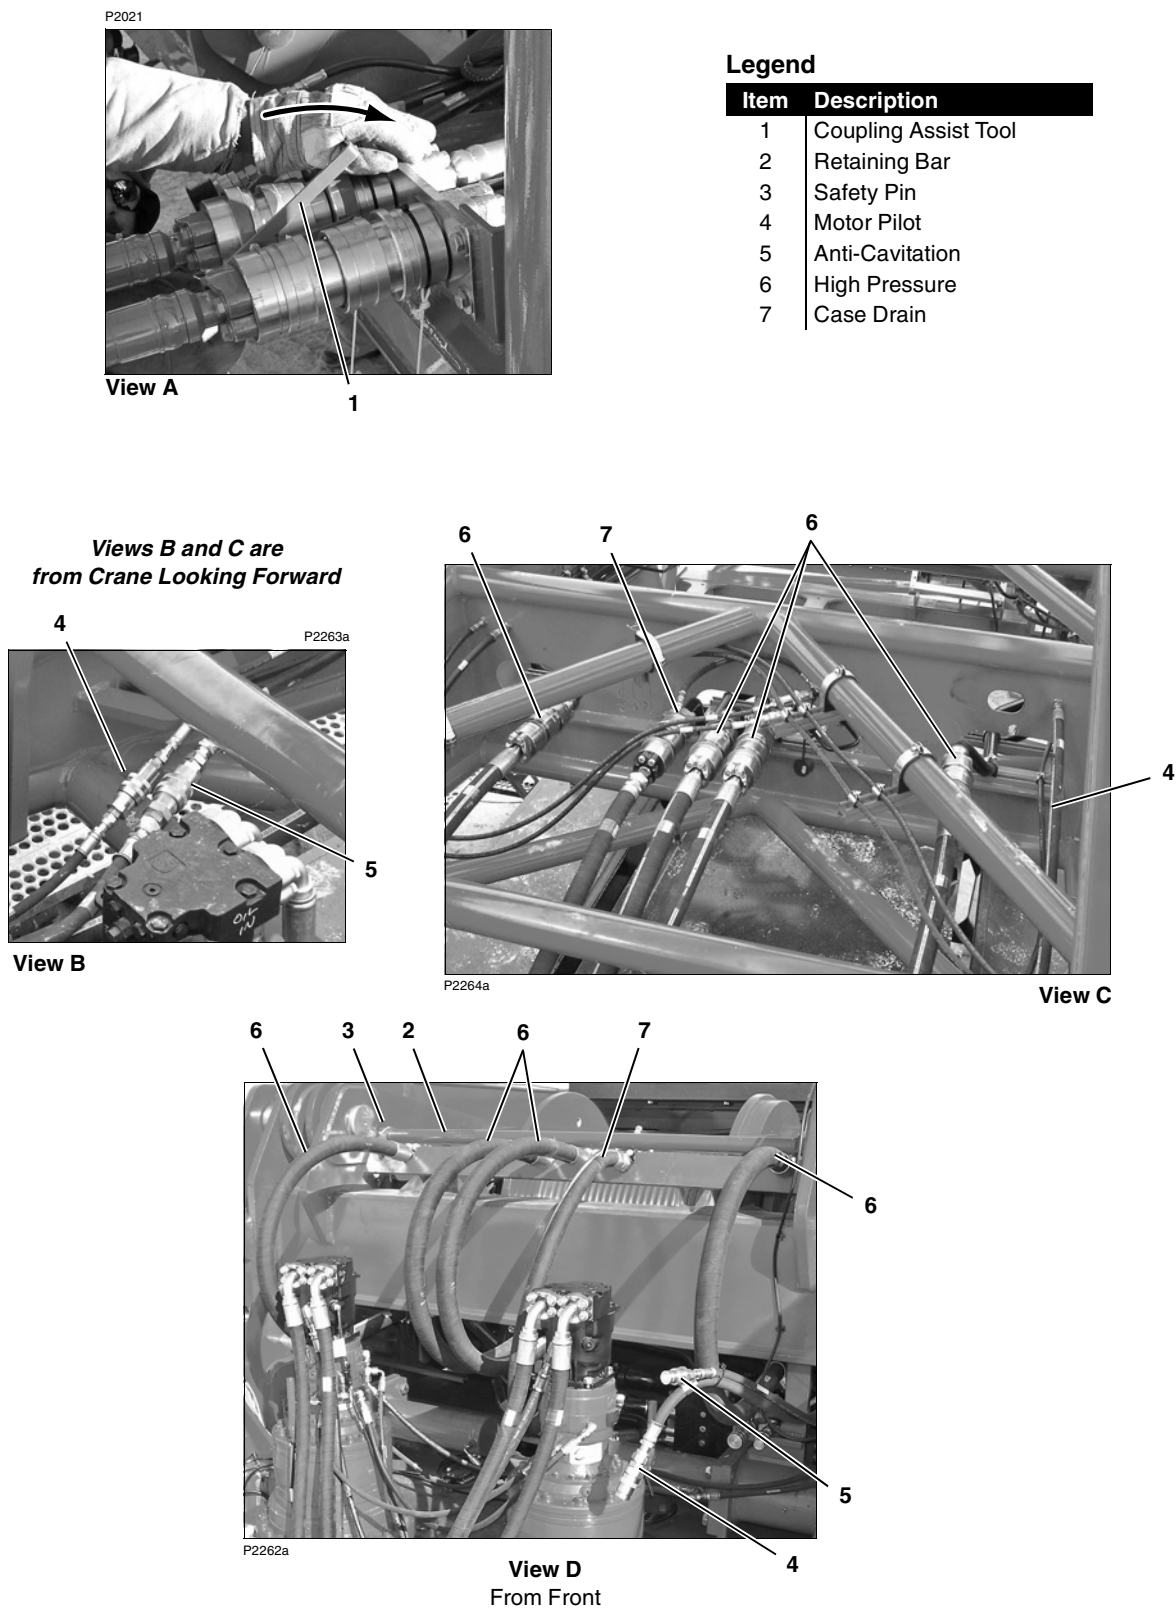 P2021
Legend
Item Description
1 Coupling Assist Tool
2 Retaining Bar
3 Safety Pin
4 Motor Pilot
5 Anti-Cavitation
6 High Pressure
7 Case Drain
View A
1
Views B and C are
from Crane Looking Forward
4
P2263a
5
OIL
IN
View B
6 7 6
4
P2264a
View C
6 3 2 6 7
6
5
4
P2262a
View D
From Front